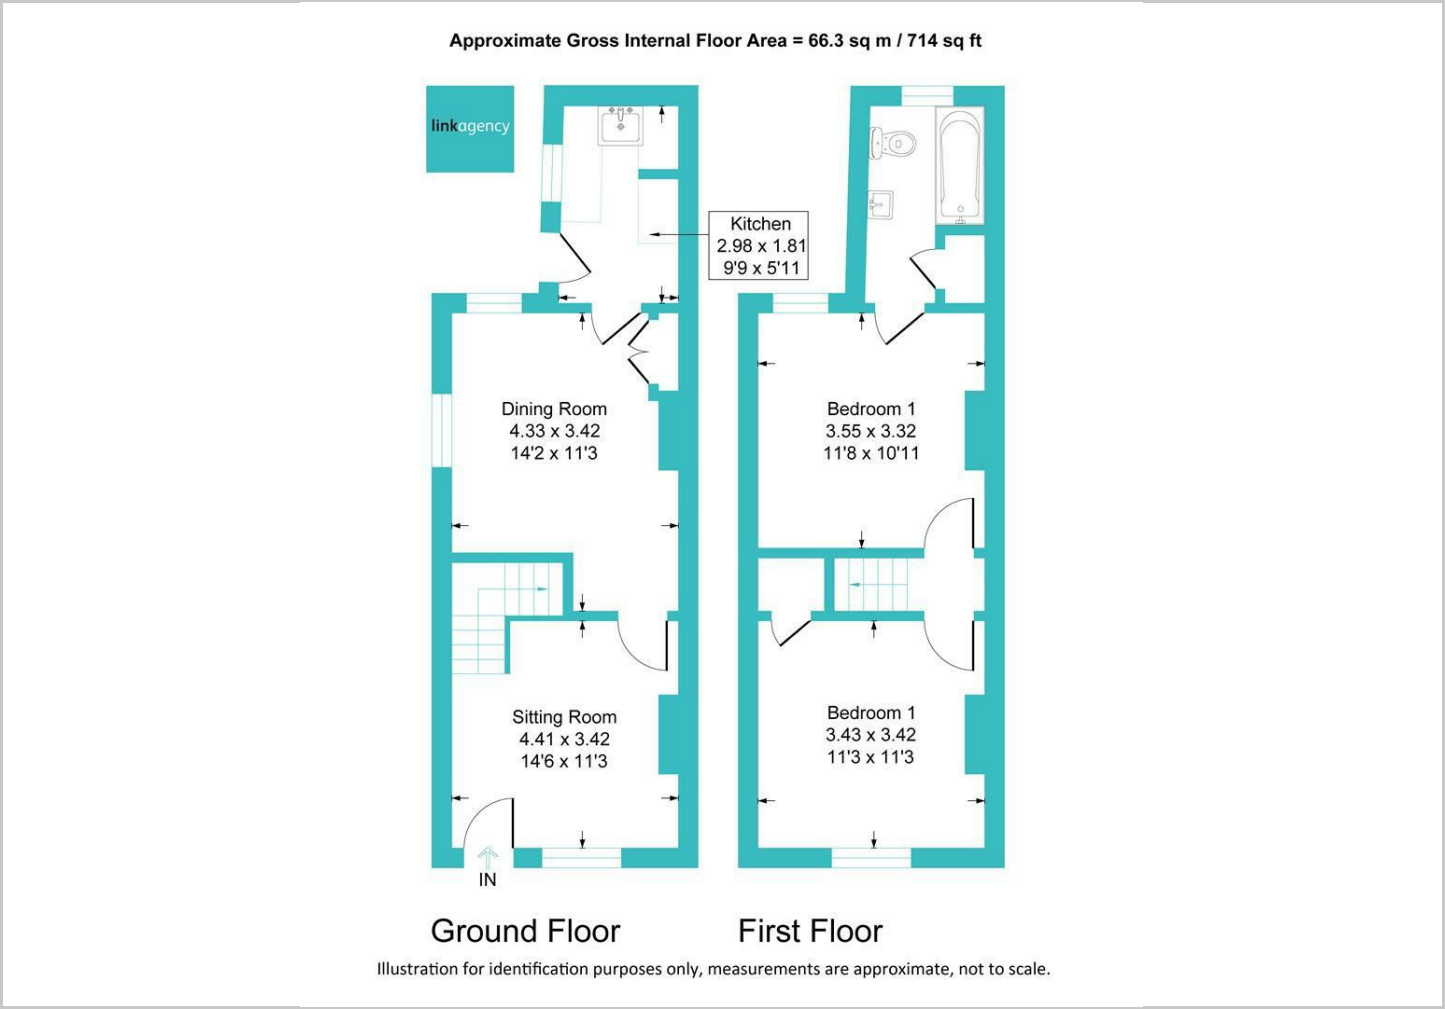 Approximate Gross Internal Floor Area = 66.3 sq m / 714 sq ft
linkagency
Kitchen
2.98 x 1.81
9'9 x 5'11
Dining Room
4.33 x 3.42
14'2 x 11'3
Bedroom 1
3.55 x 3.32
11'8 x 10'11
Sitting Room
4.41 x 3.42
14'6 x 11'3
Bedroom 1
3.43 x 3.42
11'3 x 11'3
IN
Ground Floor
First Floor
Illustration for identification purposes only, measurements are approximate, not to scale.